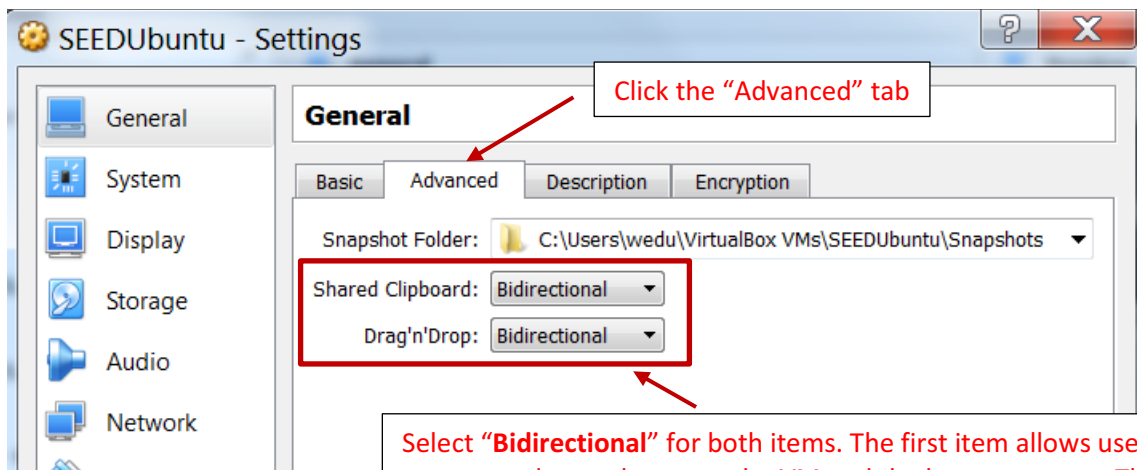 SEEDUbuntu - Settings
Click the “Advanced” tab
General
General
System
Display
Storage
Audio
Network
Basic
Advanced
Description
Encryption
Snapshot Folder: C:\Users\wedu\VirtualBox VMs\SEEDUbuntu\Snapshots
Shared Clipboard: Bidirectional
Drag'n'Drop: Bidirectional
Select “Bidirectional” for both items. The first item allows use